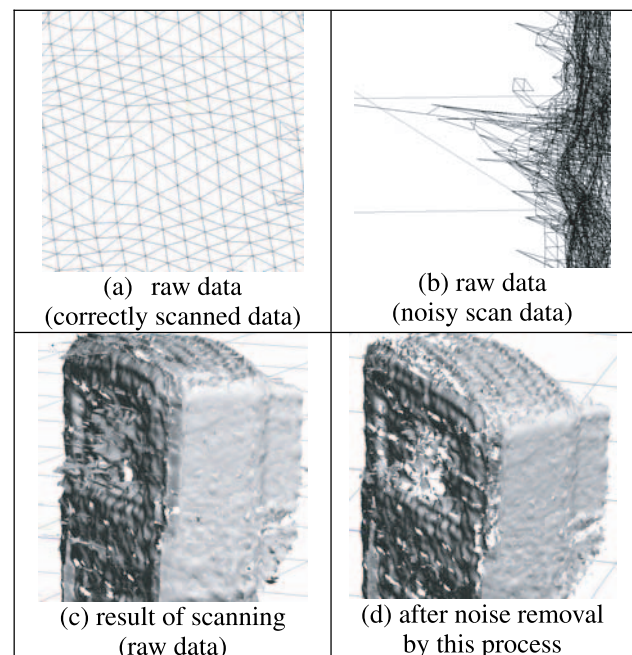 (a) raw data
(correctly scanned data)
(b) raw data
(noisy scan data)
(c) result of scanning
(raw data)
(d) after noise removal
by this process